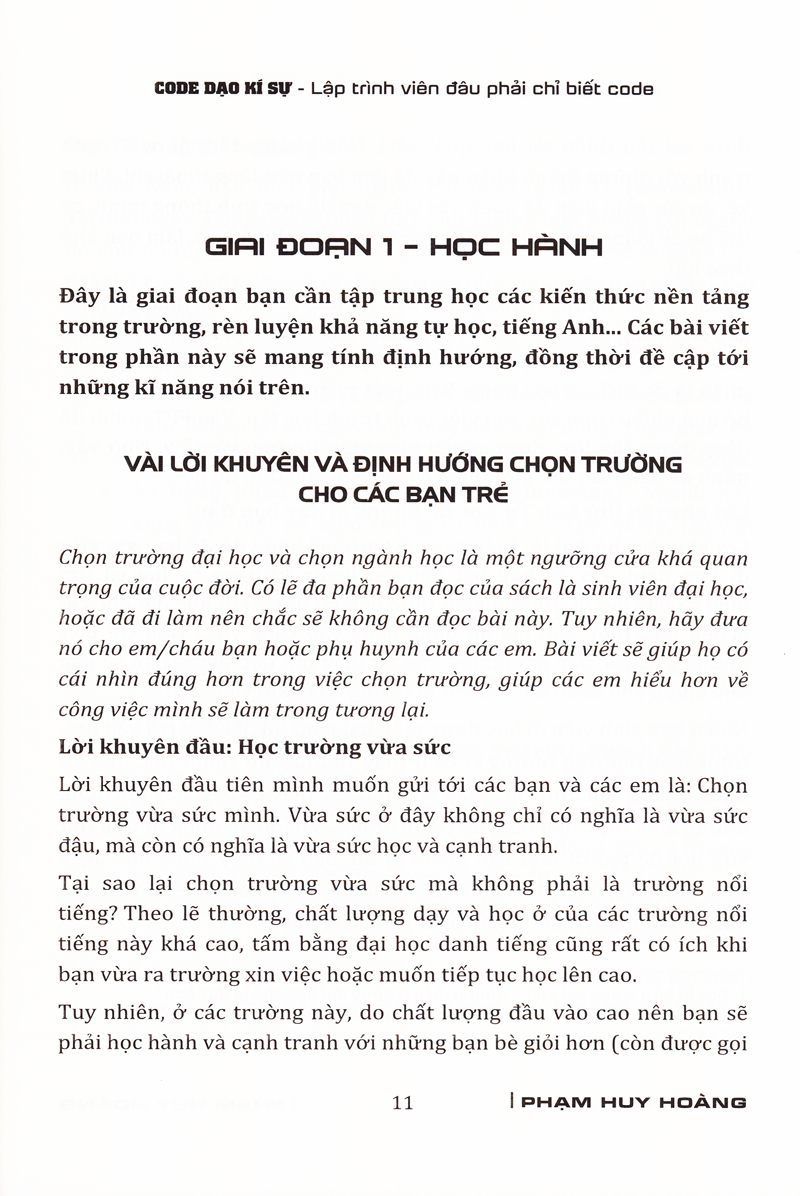 CODE DẠO KÍ SỰ - Lập trình viên đâu phải chỉ biết code
GIAI ĐOẠN 1 – HỌC HÀNH
Đây là giai đoạn bạn cần tập trung học các kiến thức nền tảng
trong trường, rèn luyện khả năng tự học, tiếng Anh... Các bài viết
trong phần này sẽ mang tính định hướng, đồng thời đề cập tới
những kĩ năng nói trên.
VÀI LỜI KHUYÊN VÀ ĐỊNH HƯỚNG CHỌN TRƯỜNG
CHO CÁC BẠN TRẺ
Chọn trường đại học và chọn ngành học là một ngưỡng cửa khá quan
trọng của cuộc đời. Có lẽ đa phần bạn đọc của sách là sinh viên đại học,
hoặc đã đi làm nên chắc sẽ không cần đọc bài này. Tuy nhiên, hãy đưa
nó cho em/cháu bạn hoặc phụ huynh của các em. Bài viết sẽ giúp họ có
cái nhìn đúng hơn trong việc chọn trường, giúp các em hiểu hơn về
công việc mình sẽ làm trong tương lại.
Lời khuyên đầu: Học trường vừa sức
Lời khuyên đầu tiên mình muốn gửi tới các bạn và các em là: Chọn
trường vừa sức mình. Vừa sức ở đây không chỉ có nghĩa là vừa sức
đậu, mà còn có nghĩa là vừa sức học và cạnh tranh.
Tại sao lại chọn trường vừa sức mà không phải là trường nổi
tiếng? Theo lẽ thường, chất lượng dạy và học ở của các trường nổi
tiếng này khá cao, tấm bằng đại học danh tiếng cũng rất có ích khi
bạn vừa ra trường xin việc hoặc muốn tiếp tục học lên cao.
Tuy nhiên, ở các trường này, do chất lượng đầu vào cao nên bạn sẽ
phải học hành và cạnh tranh với những bạn bè giỏi hơn (còn được gọi
11 | PHẠM HUY HOÀNG